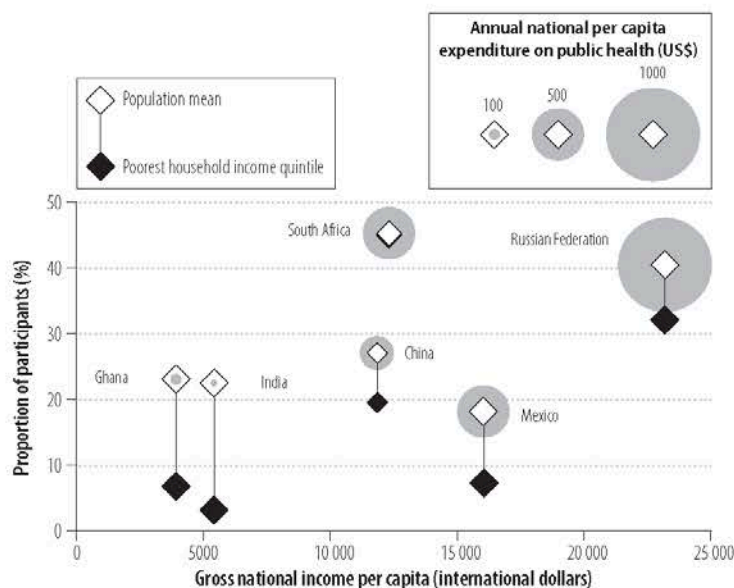 Annual national per capita
expenditure on public health (US$)
100
500
1000
Population mean
Poorest household income quintile
Proportion of participants (%)
50
40
30
20
10
0
South Africa
Russian Federation
China
Ghana
India
Mexico
0
5000
10 000
15 000
20 000
25 000
Gross national income per capita (international dollars)